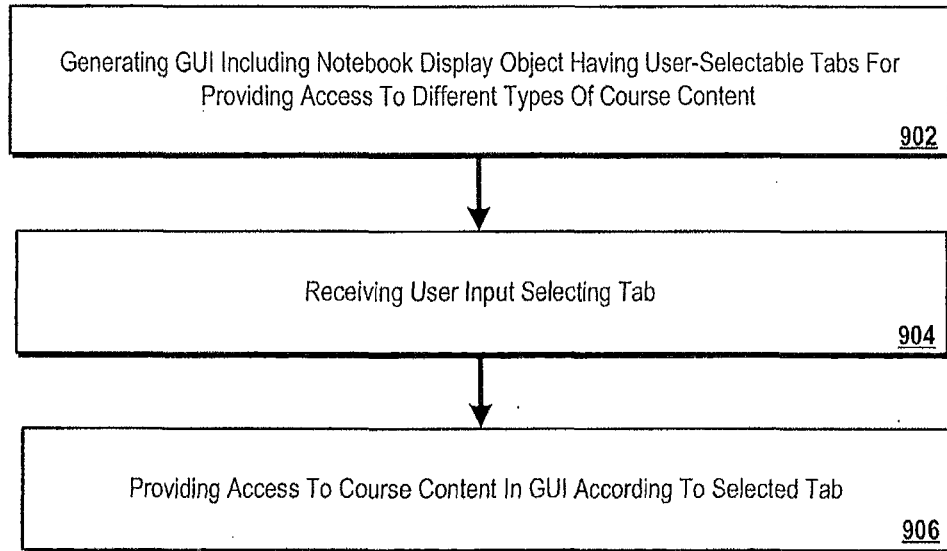 Generating GUI Including Notebook Display Object Having User-Selectable Tabs For
Providing Access To Different Types Of Course Content
902
Receiving User Input Selecting Tab
904
Providing Access To Course Content In GUI According To Selected Tab
906